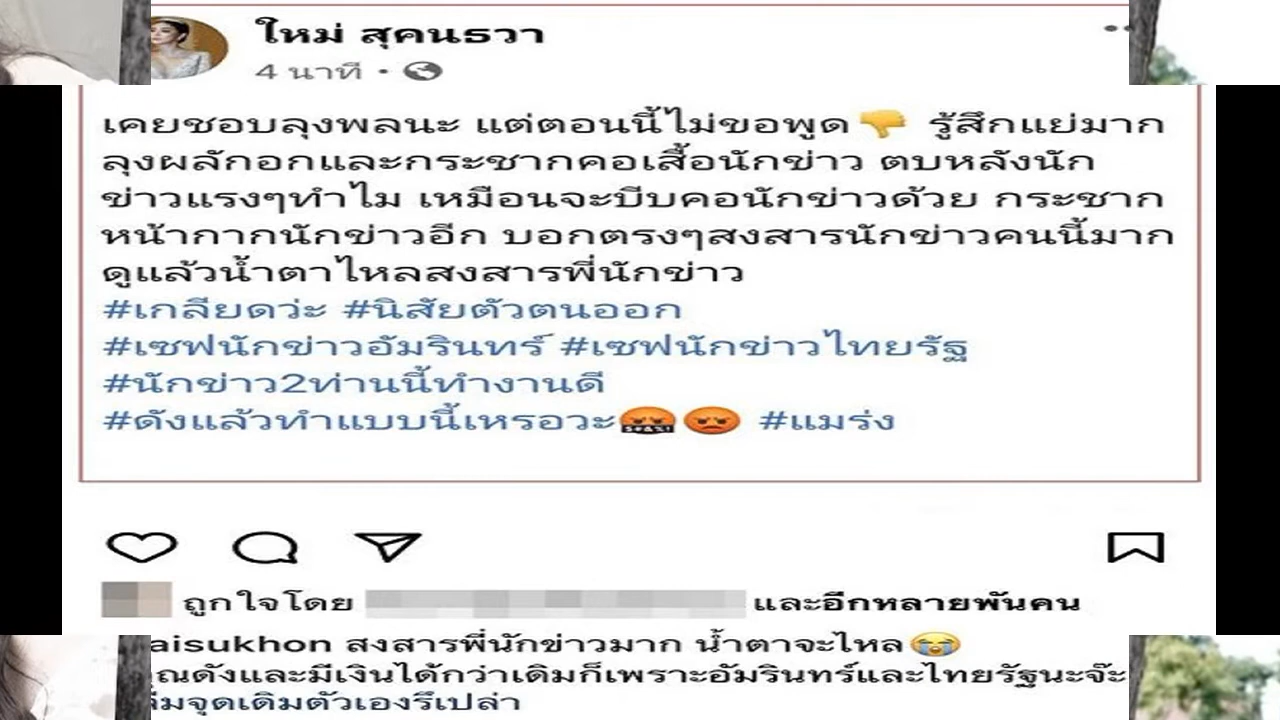 ใหม่ สุคนธวา
4 นาที ·
เคยชอบลุงพลนะ แต่ตอนนี้ไม่ขอพูด👎 รู้สึกแย่มาก
ลุงผลักอกและกระชากคอเสื้อนักข่าว ตบหลังนัก
ข่าวแรงๆทำไม เหมือนจะบีบคอนักข่าวด้วย กระชาก
หน้ากากนักข่าวอีก บอกตรงๆสงสารนักข่าวคนนี้มาก
ดูแล้วน้ำตาไหลสงสารพี่นักข่าว
#เกลียดว่ะ #นิสัยตัวตนออก
#เซฟนักข่าวอัมรินทร์ #เซฟนักข่าวไทยรัฐ
#นักข่าว2ท่านนี้ทำงานดี
#ดังแล้วทำแบบนี้เหรอวะ🤬😡 #แมร่ง
ถูกใจโดย และอีกหลายพันคน
aisukhon สงสารพี่นักข่าวมาก น้ำตาจะไหล😭
ุณดังและมีเงินได้กว่าเดิมก็เพราะอัมรินทร์และไทยรัฐนะจ๊ะ
ืมจุดเดิมตัวเองรึเปล่า